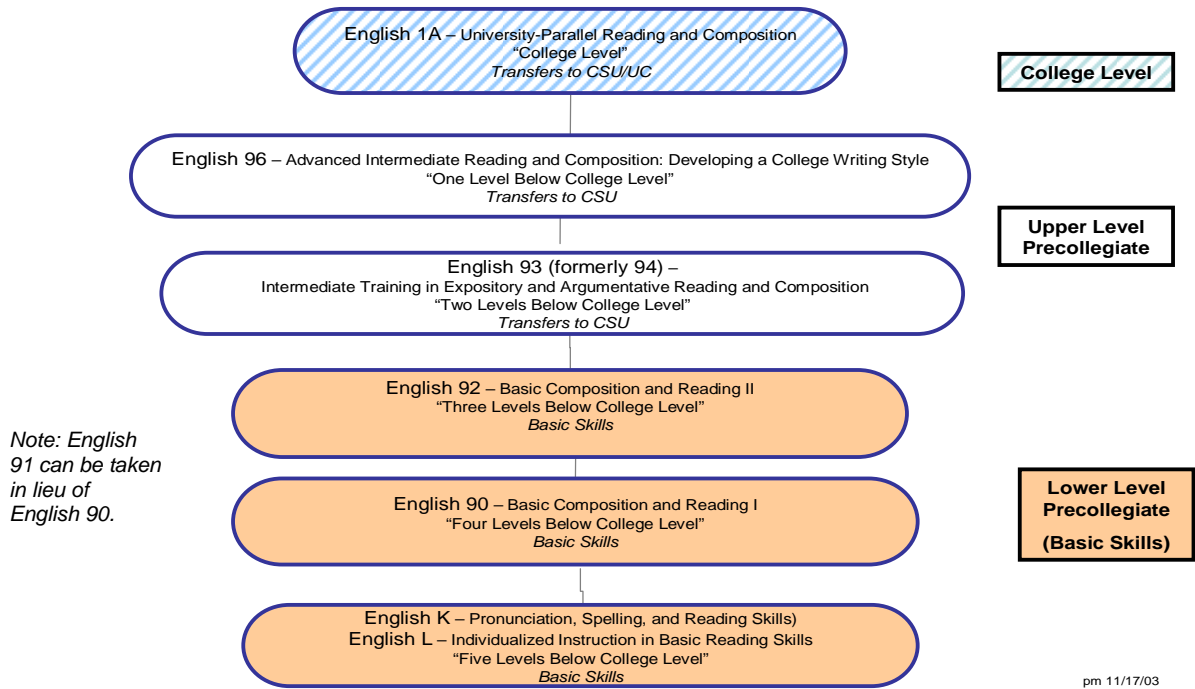 English 1A – University-Parallel Reading and Composition
“College Level”
Transfers to CSU/UC
College Level
English 96 – Advanced Intermediate Reading and Composition: Developing a College Writing Style
“One Level Below College Level”
Transfers to CSU
Upper Level
Precollegiate
English 93 (formerly 94) –
Intermediate Training in Expository and Argumentative Reading and Composition
“Two Levels Below College Level”
Transfers to CSU
English 92 – Basic Composition and Reading II
“Three Levels Below College Level”
Basic Skills
Note: English
91 can be taken
in lieu of
English 90.
English 90 – Basic Composition and Reading I
“Four Levels Below College Level”
Basic Skills
Lower Level
Precollegiate
(Basic Skills)
English K – Pronunciation, Spelling, and Reading Skills)
English L – Individualized Instruction in Basic Reading Skills
“Five Levels Below College Level”
Basic Skills
pm 11/17/03